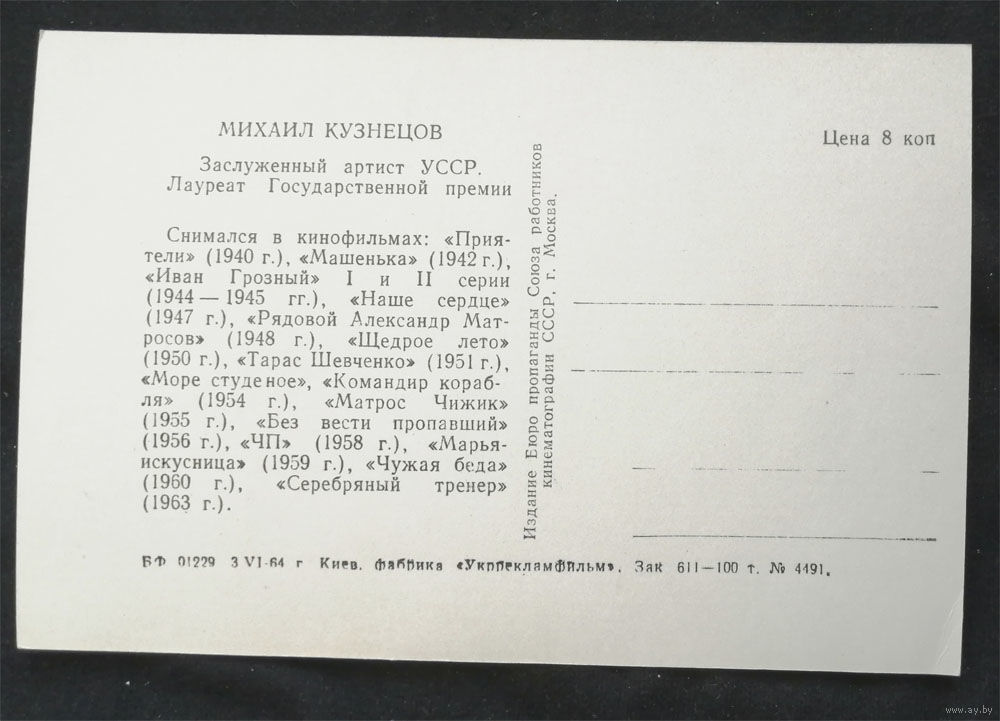 МИХАИЛ КУЗНЕЦОВ
Заслуженный артист УССР.
Лауреат Государственной премии
Снимался в кинофильмах: «Прия-
тели» (1940 г.), «Машенька» (1942 г.),
«Иван Грозный» I и II серии
(1944 — 1945 гг.), «Наше сердце»
(1947 г.), «Рядовой Александр Мат-
росов» (1948 г.), «Щедрое лето»
(1950 г.), «Тарас Шевченко» (1951 г.),
«Море студеное», «Командир кораб-
ля» (1954 г.), «Матрос Чижик»
(1955 г.), «Без вести пропавший»
(1956 г.), «ЧП» (1958 г.), «Марья-
искусница» (1959 г.), «Чужая беда»
(1960 г.), «Серебряный тренер»
(1963 г.).
Издание Бюро пропаганды Союза работников
кинематографии СССР, г. Москва.
Цена 8 коп
БФ 01229 3 VI-64 г Киев. фабрика «Укррекламфильм». Зак 611—100 т. № 4491.
www.ay.by